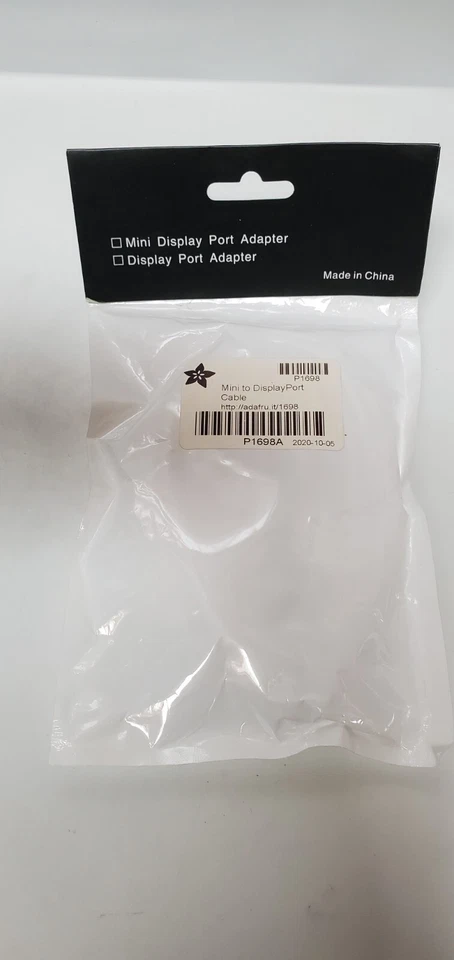 ☐ Mini Display Port Adapter
☐ Display Port Adapter
Made in China
P1698
Mini to DisplayPort
Cable
http://adafru.it/1698
P1698A 2020-10-05